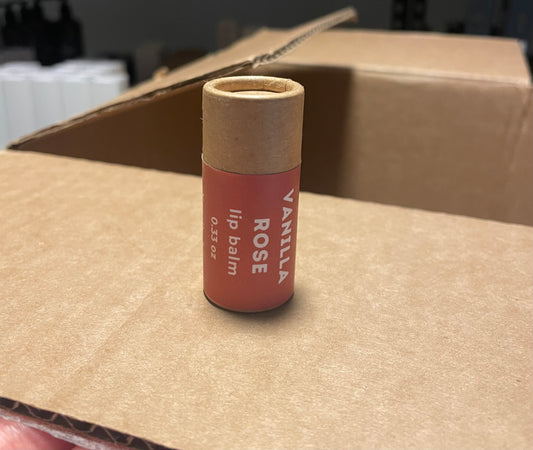 VANILLA
ROSE
lip balm
0.33 oz